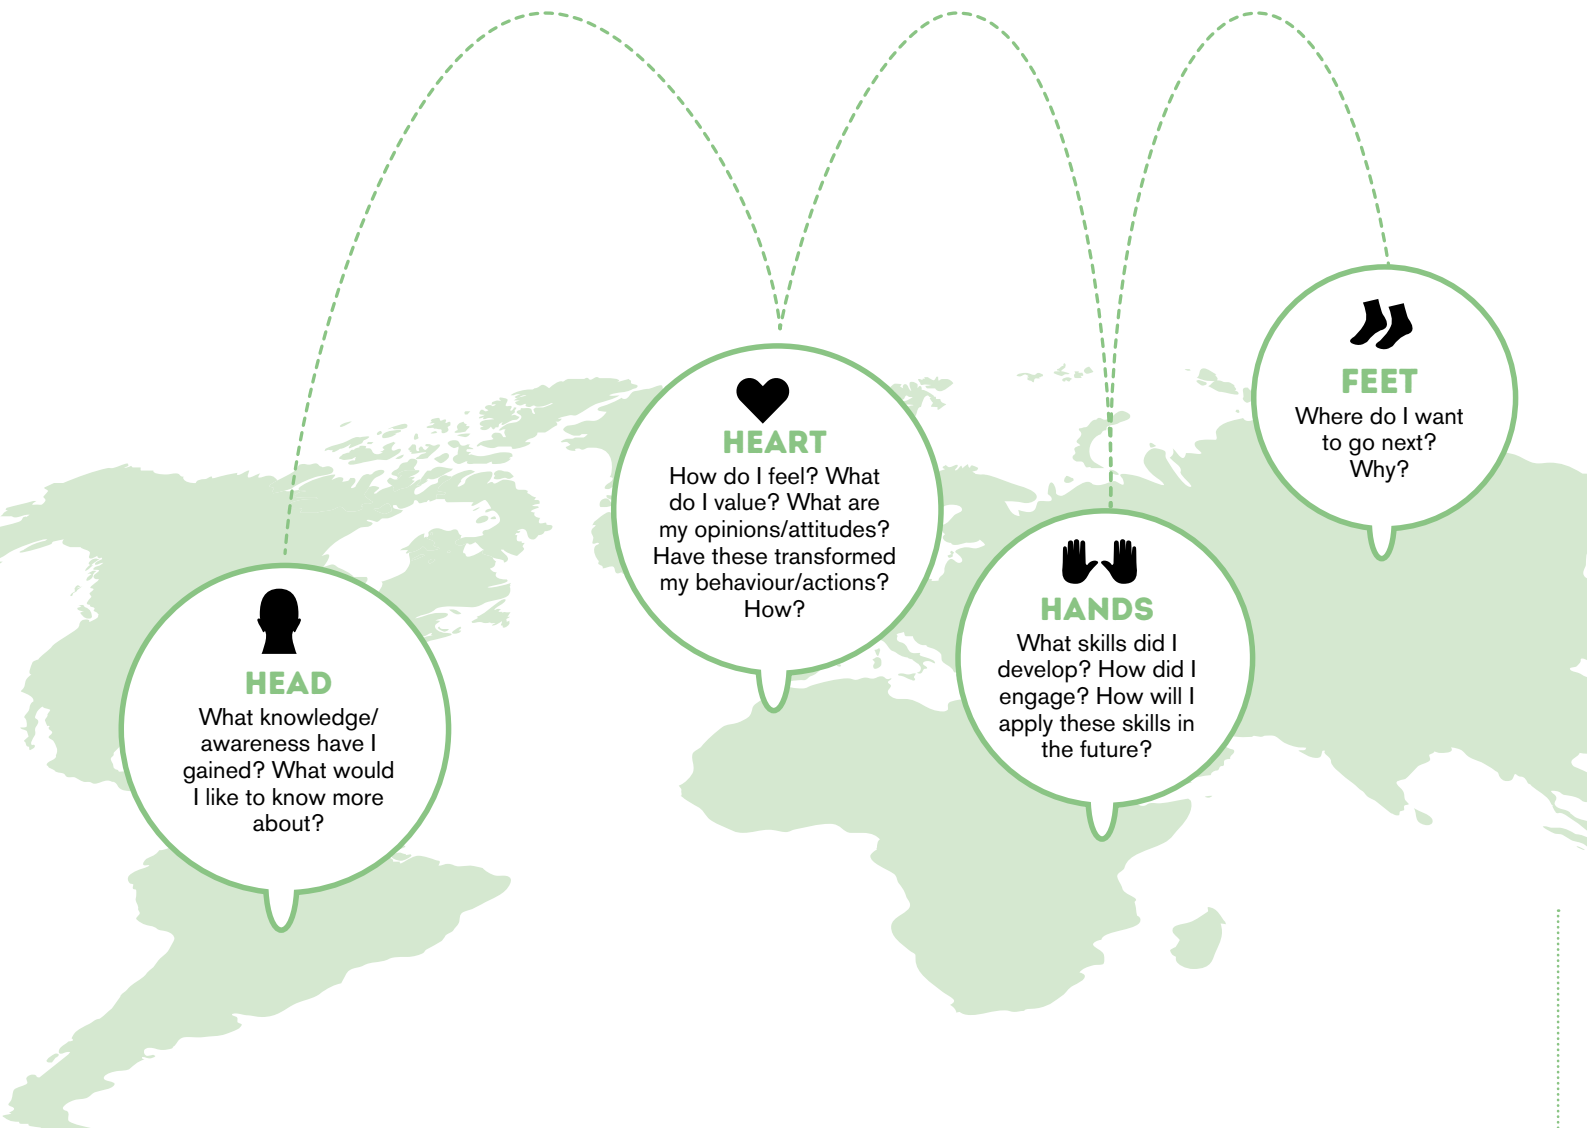 HEAD
What knowledge/
awareness have I
gained? What would
I like to know more
about?
HEART
How do I feel? What
do I value? What are
my opinions/attitudes?
Have these transformed
my behaviour/actions?
How?
HANDS
What skills did I
develop? How did I
engage? How will I
apply these skills in
the future?
FEET
Where do I want
to go next?
Why?